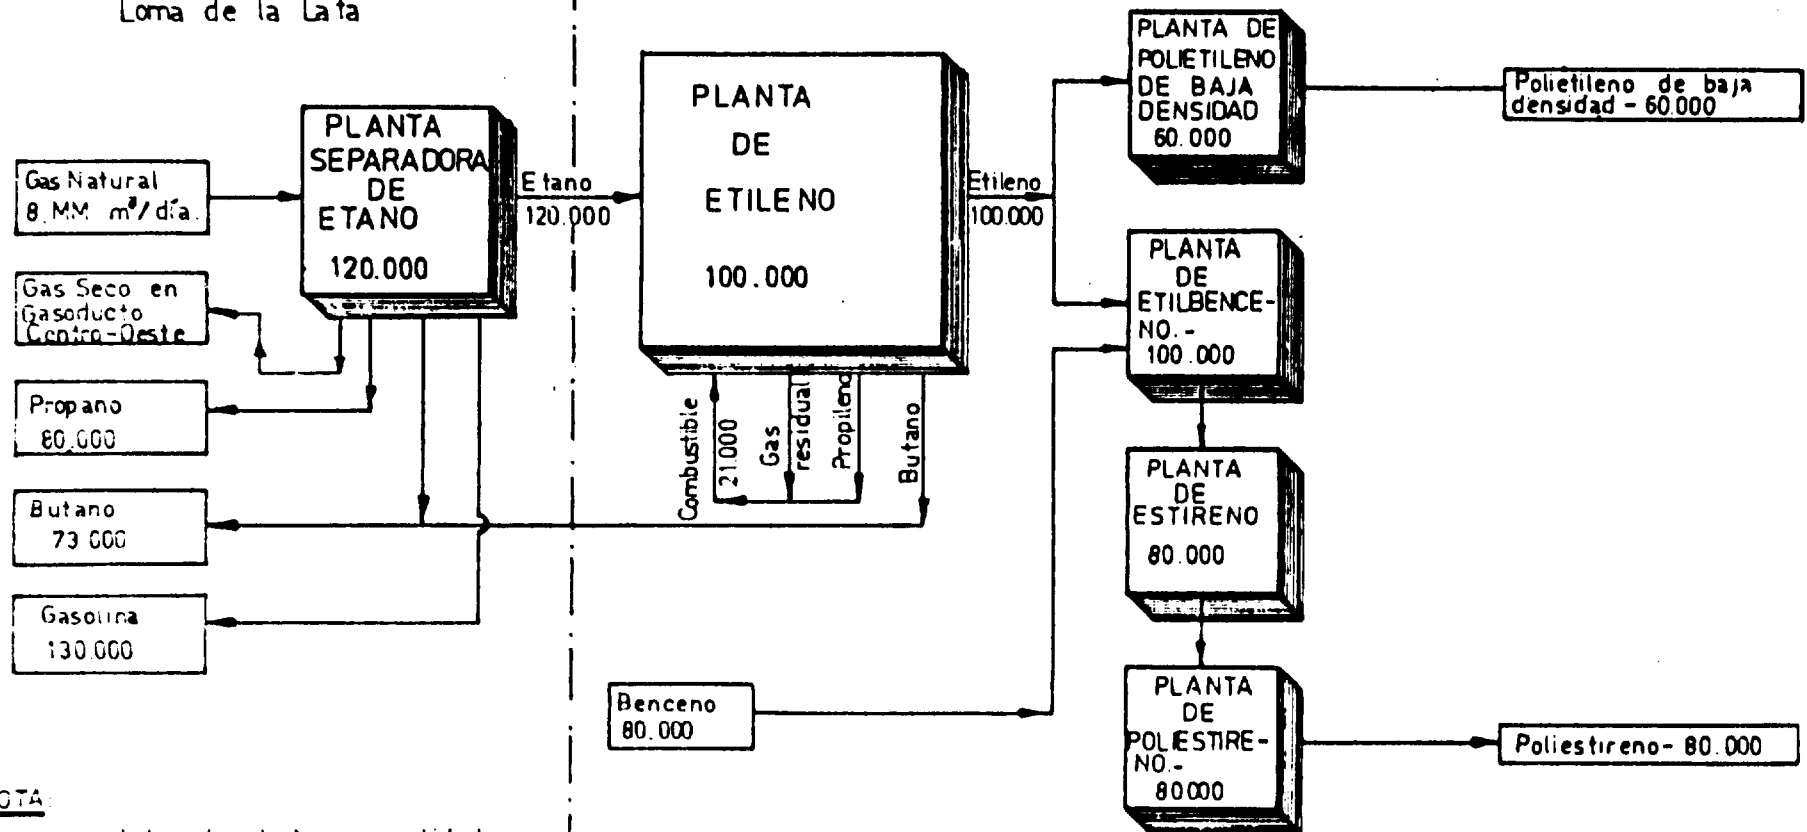 Loma de la Lata
Gas Natural
8.MM m³/día.
Gas Seco en
Gasoducto
Centro-Oeste
Propano
80.000
Butano
73.000
Gasolina
130.000
PLANTA
SEPARADORA
DE
ETANO
120.000
Etano
120.000
PLANTA
DE
ETILENO
100.000
Combustible
21.000
Gas
residual
Propileno
Butano
Etileno
100.000
Benceno
80.000
PLANTA DE
POLIETILENO
DE BAJA
DENSIDAD
60.000
Polietileno de baja
densidad - 60.000
PLANTA
DE
ETILBENCE-
NO.-
100.000
PLANTA
DE
ESTIRENO
80.000
PLANTA
DE
POLIESTIRE-
NO.-
80000
Poliestireno- 80.000